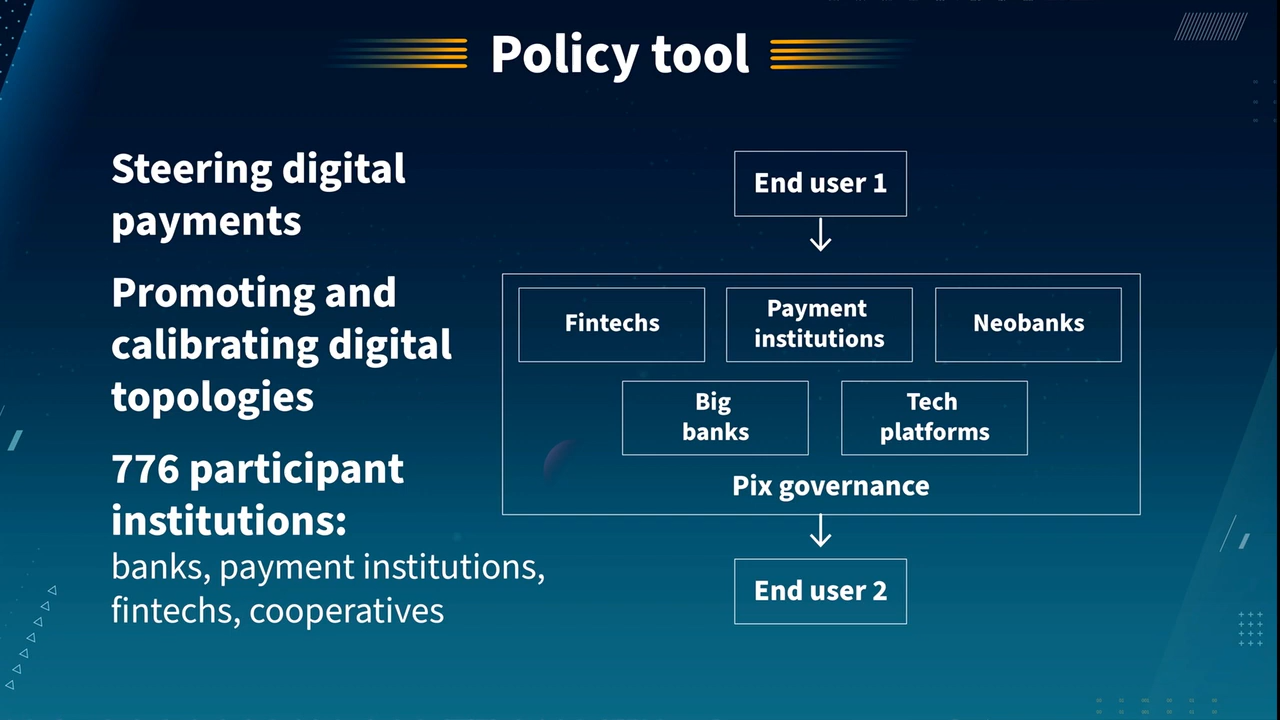 Policy tool
Steering digital
payments
Promoting and
calibrating digital
topologies
776 participant
institutions:
banks, payment institutions,
fintechs, cooperatives
End user 1
Fintechs
Payment
institutions
Neobanks
Big
banks
Tech
platforms
Pix governance
End user 2